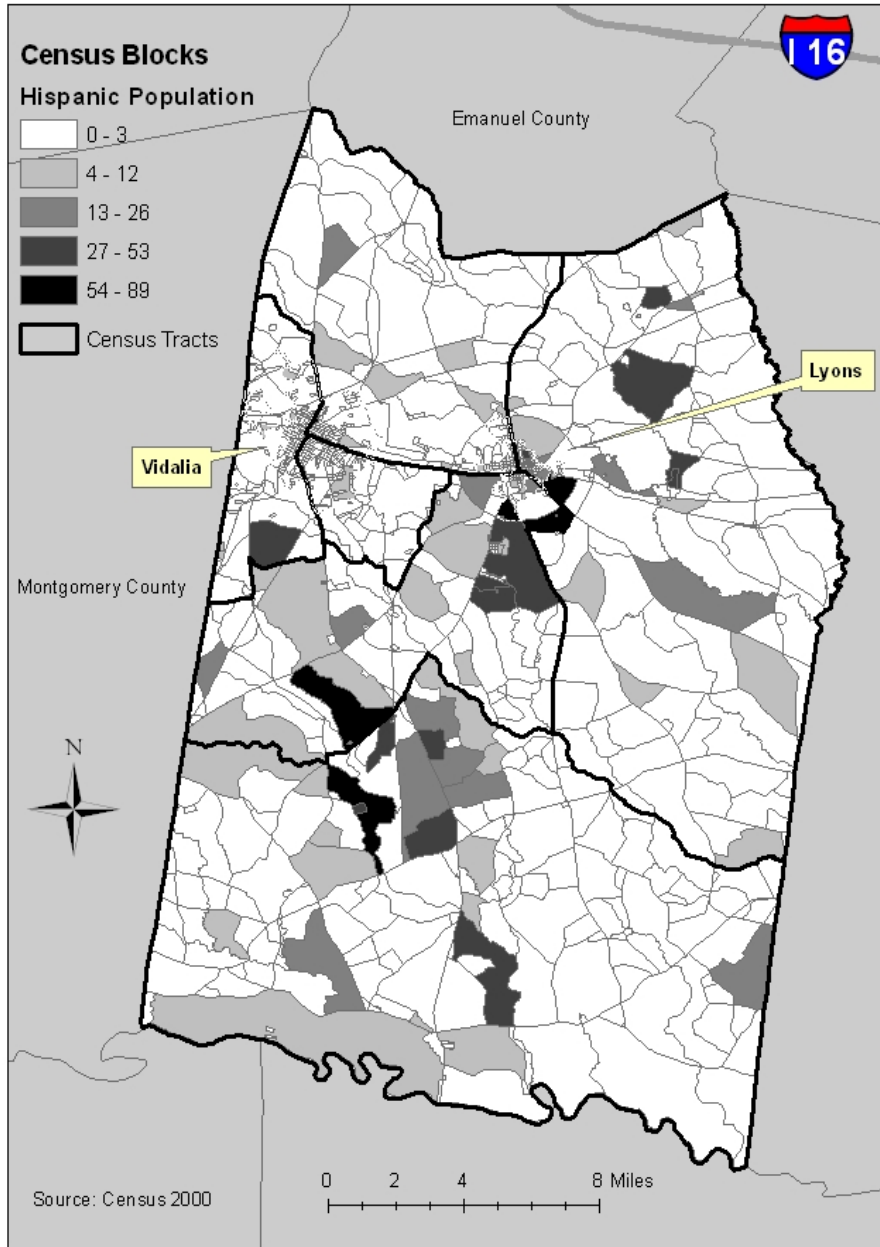 Census Blocks
Hispanic Population
0 - 3
4 - 12
13 - 26
27 - 53
54 - 89
Census Tracts
I 16
Emanuel County
Lyons
Vidalia
Montgomery County
N
0 2 4 8 Miles
Source: Census 2000